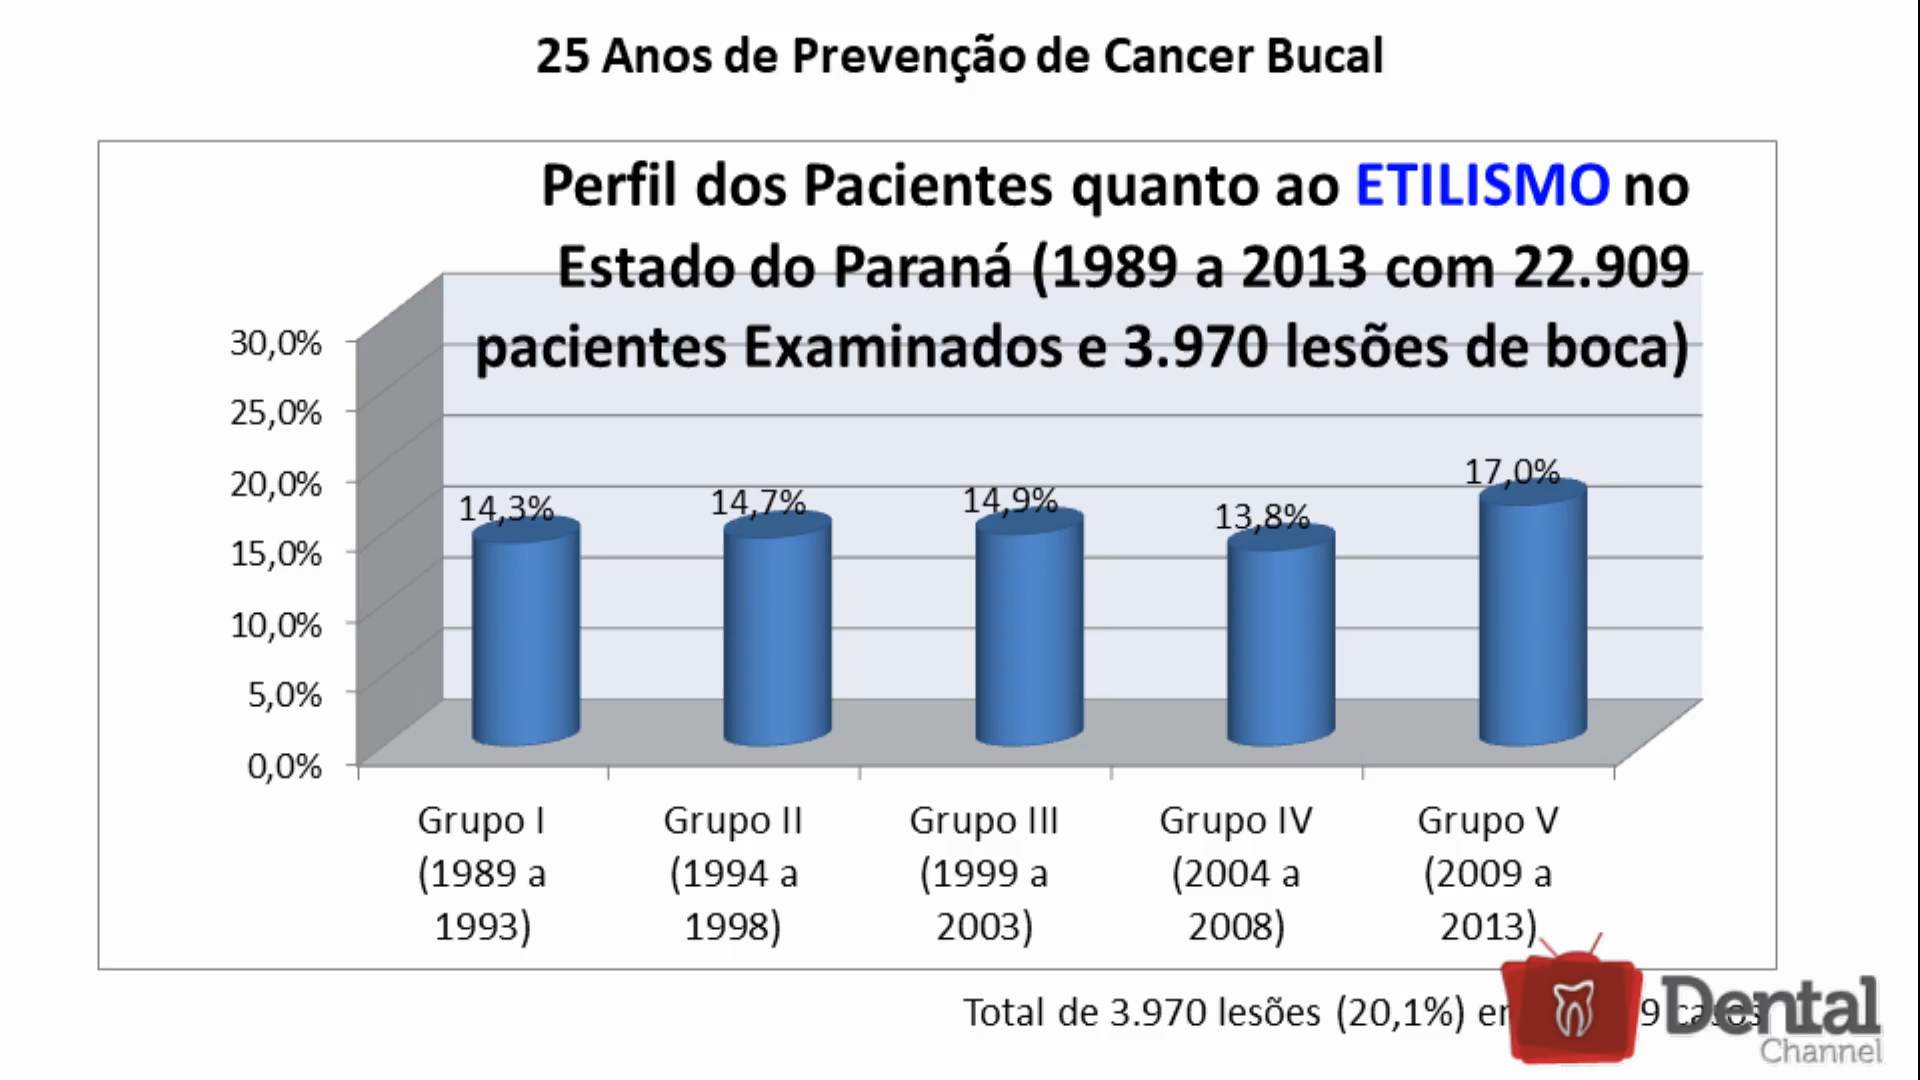 25 Anos de Prevenção de Cancer Bucal
Perfil dos Pacientes quanto ao ETILISMO no
Estado do Paraná (1989 a 2013 com 22.909
pacientes Examinados e 3.970 lesões de boca)
30,0%
25,0%
20,0%
15,0%
10,0%
5,0%
0,0%
14,3%
14,7%
14,9%
13,8%
17,0%
Grupo I
(1989 a
1993)
Grupo II
(1994 a
1998)
Grupo III
(1999 a
2003)
Grupo IV
(2004 a
2008)
Grupo V
(2009 a
2013)
Total de 3.970 lesões (20,1%)
Dental
Channel